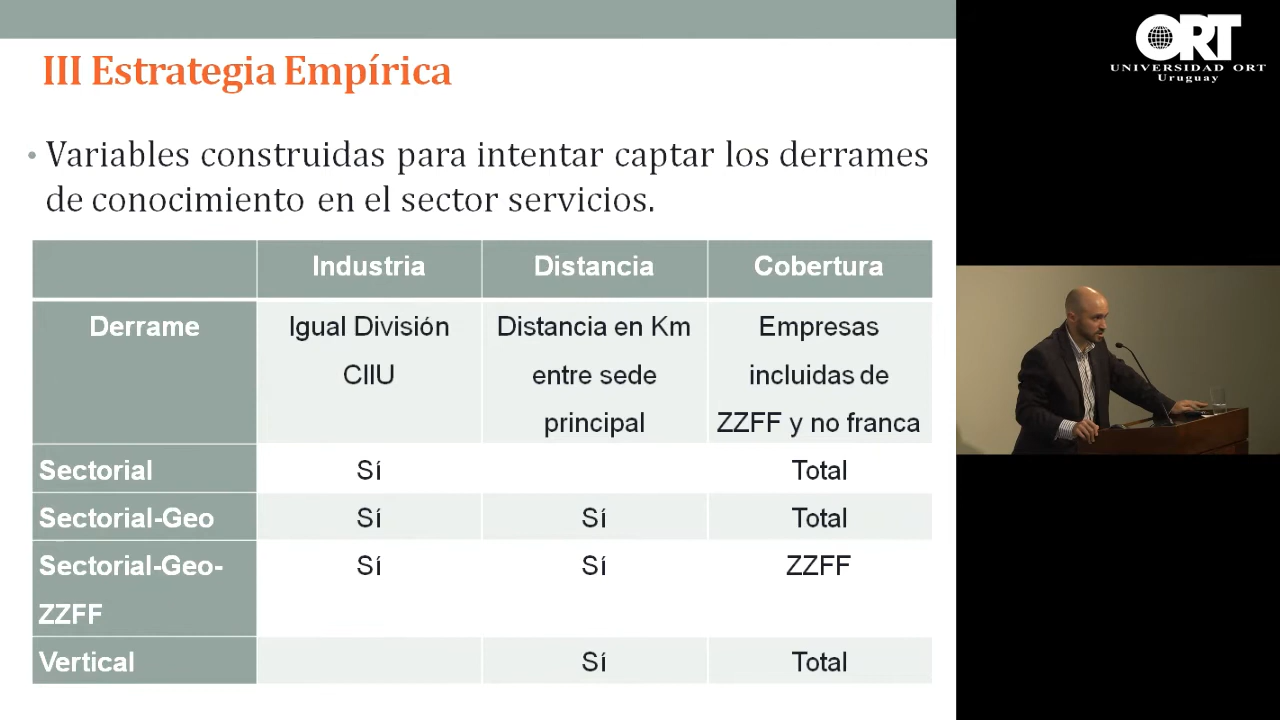 III Estrategia Empírica
• Variables construidas para intentar captar los derrames
de conocimiento en el sector servicios.
Industria Distancia Cobertura
Derrame Igual División CIIU Distancia en Km entre sede principal Empresas incluidas de ZZFF y no franca
Sectorial Sí Total
Sectorial-Geo Sí Sí Total
Sectorial-Geo-ZZFF Sí Sí ZZFF
Vertical Sí Total
ORT
UNIVERSIDAD ORT
Uruguay